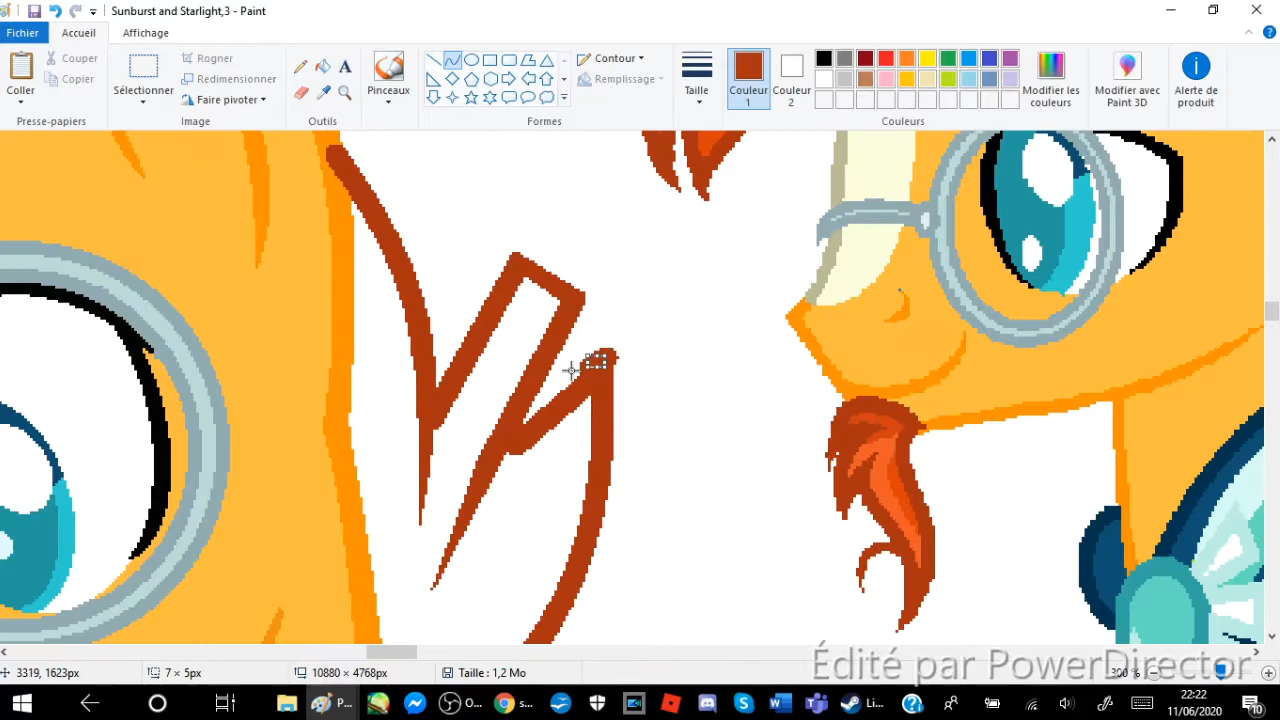 Sunburst and Starlight,3 - Paint
Fichier Accueil Affichage
Coller
Couper
Copier
Presse-papiers
Sélectionner
Rogner
Redimensionner
Faire pivoter
Image
A
Outils
Pinceaux
Contour
Remplissage
Formes
Taille
Couleur 1
Couleur 2
Modifier les couleurs
Couleurs
Modifier avec Paint 3D
Alerte de produit
Édité par PowerDirector
3319, 1623px
7 × 5px
10880 × 4768px
Taille : 1,2 Mo
300 %
P...
O...
s...
Li...
22:22
11/06/2020
10